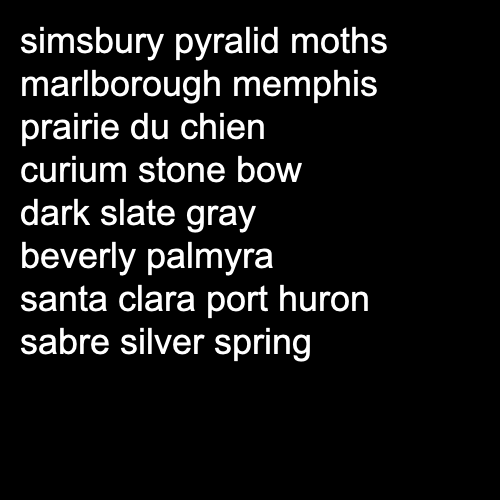 simsbury pyralid moths
marlborough memphis
prairie du chien
curium stone bow
dark slate gray
beverly palmyra
santa clara port huron
sabre silver spring